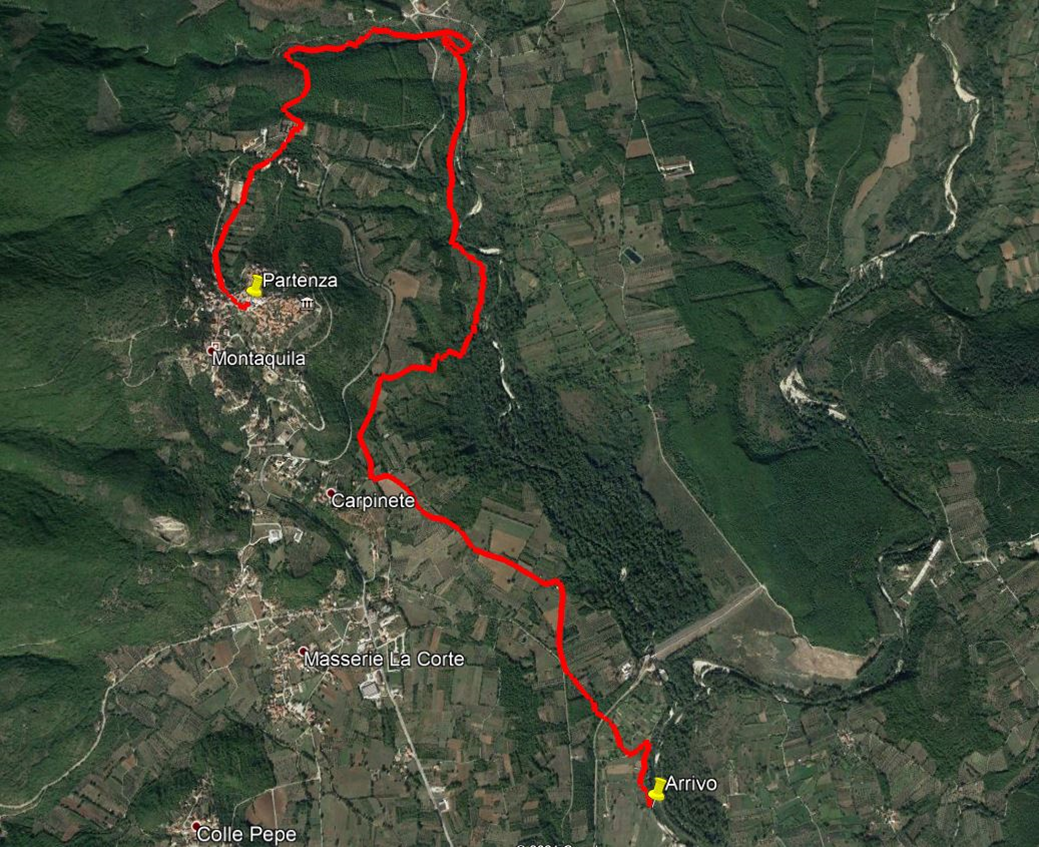 Partenza
Montaquila
Carpinete
Masserie La Corte
Arrivo
Colle Pepe